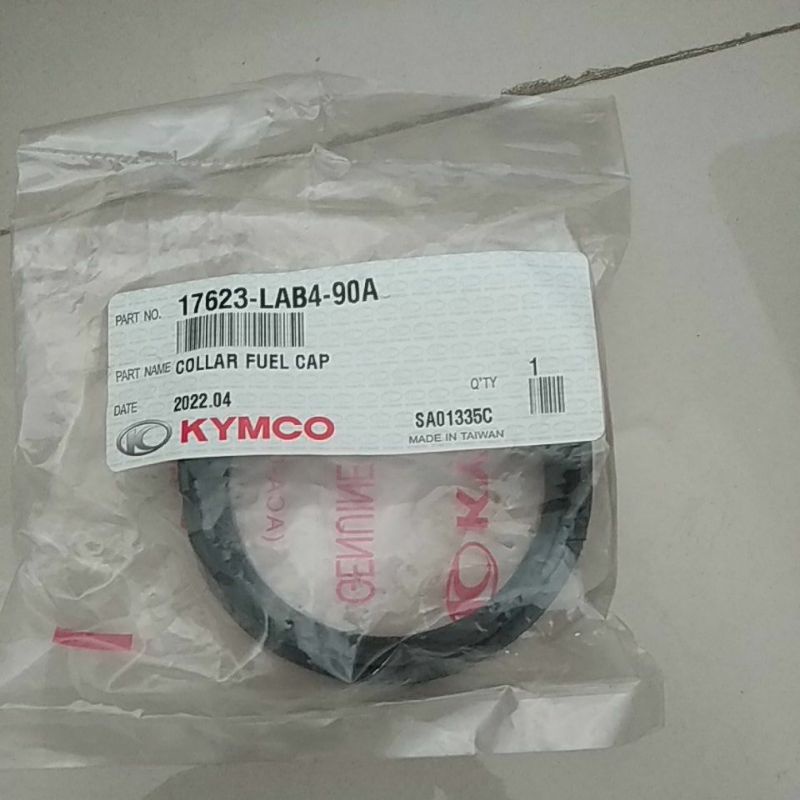 PART NO. 17623-LAB4-90A
PART NAME COLLAR FUEL CAP
Q'TY 1
DATE 2022.04
KYMCO
SA01335C
MADE IN TAIWAN
GENUINE